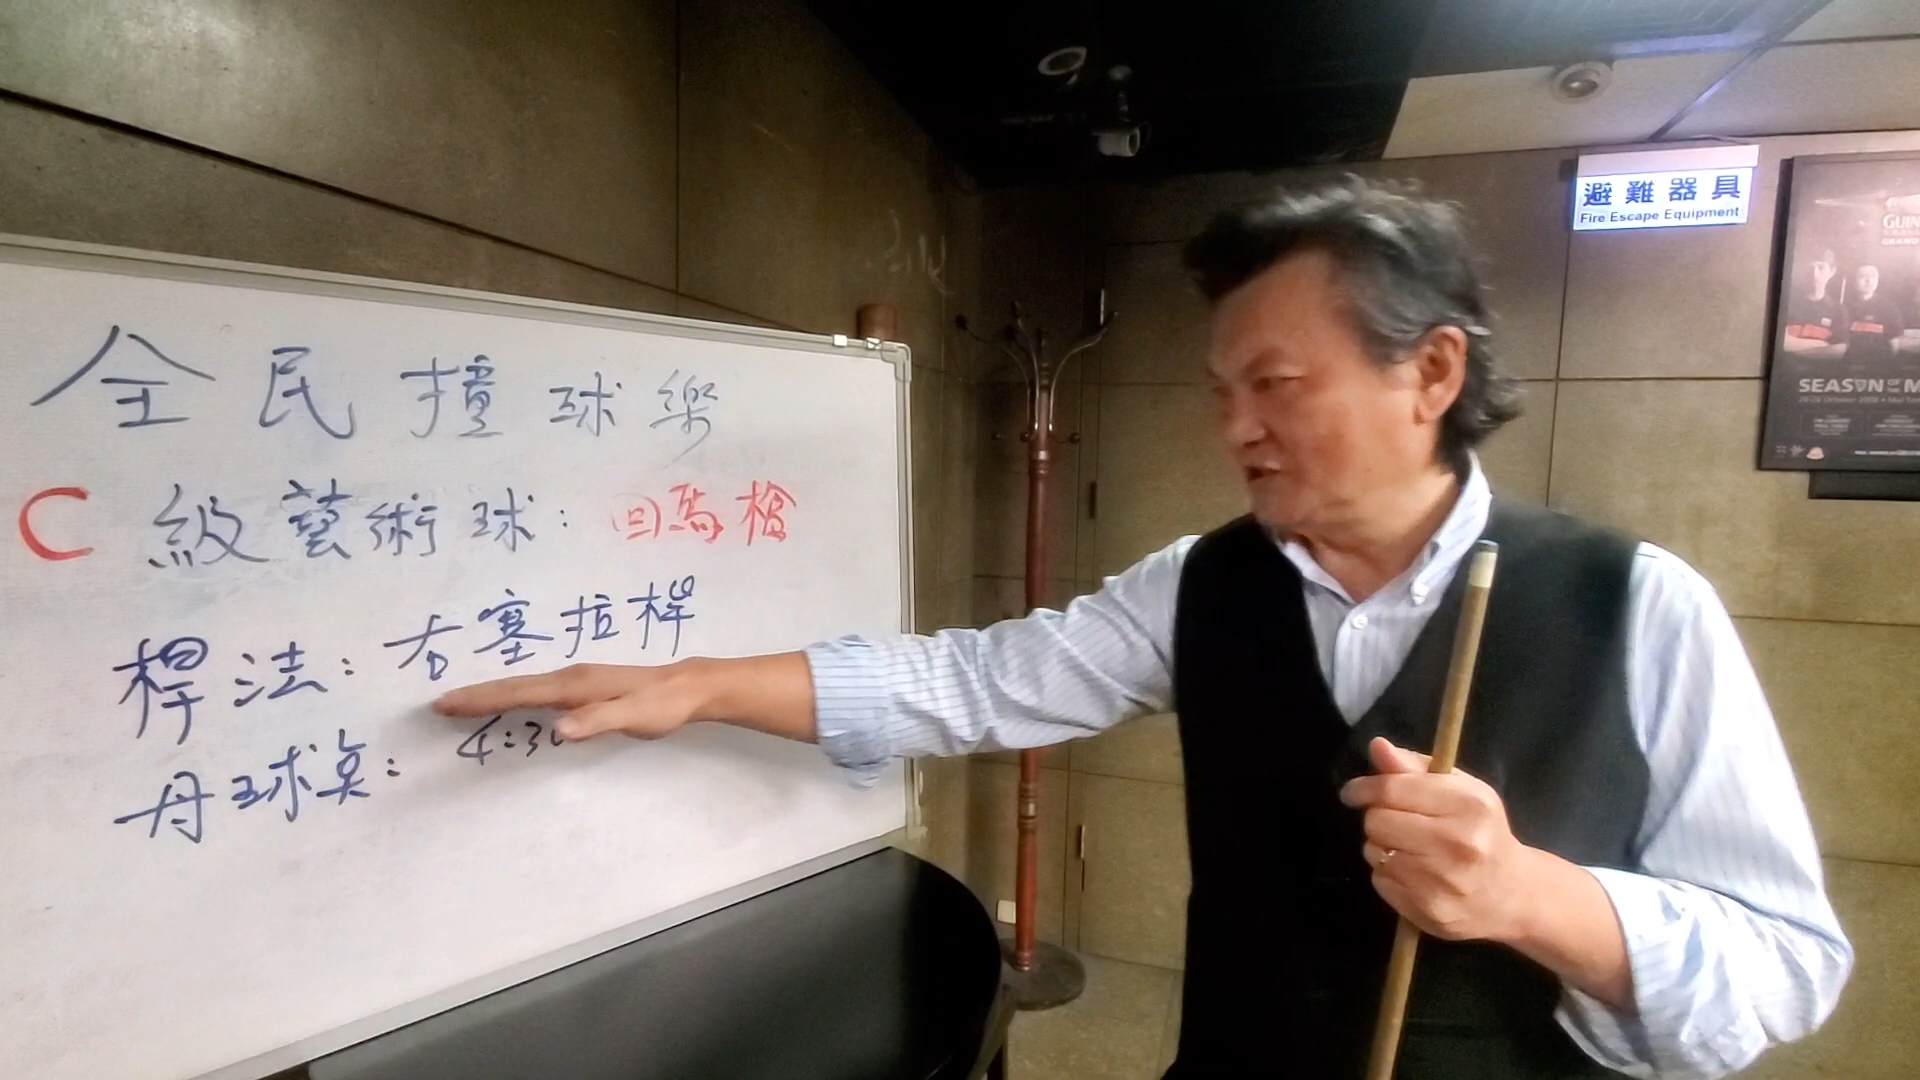 全民撞球樂
C級藝術球:回馬槍
桿法:右塞拉桿
母球點:4:30
避難器具
Fire Escape Equipment
SEASON OF THE M